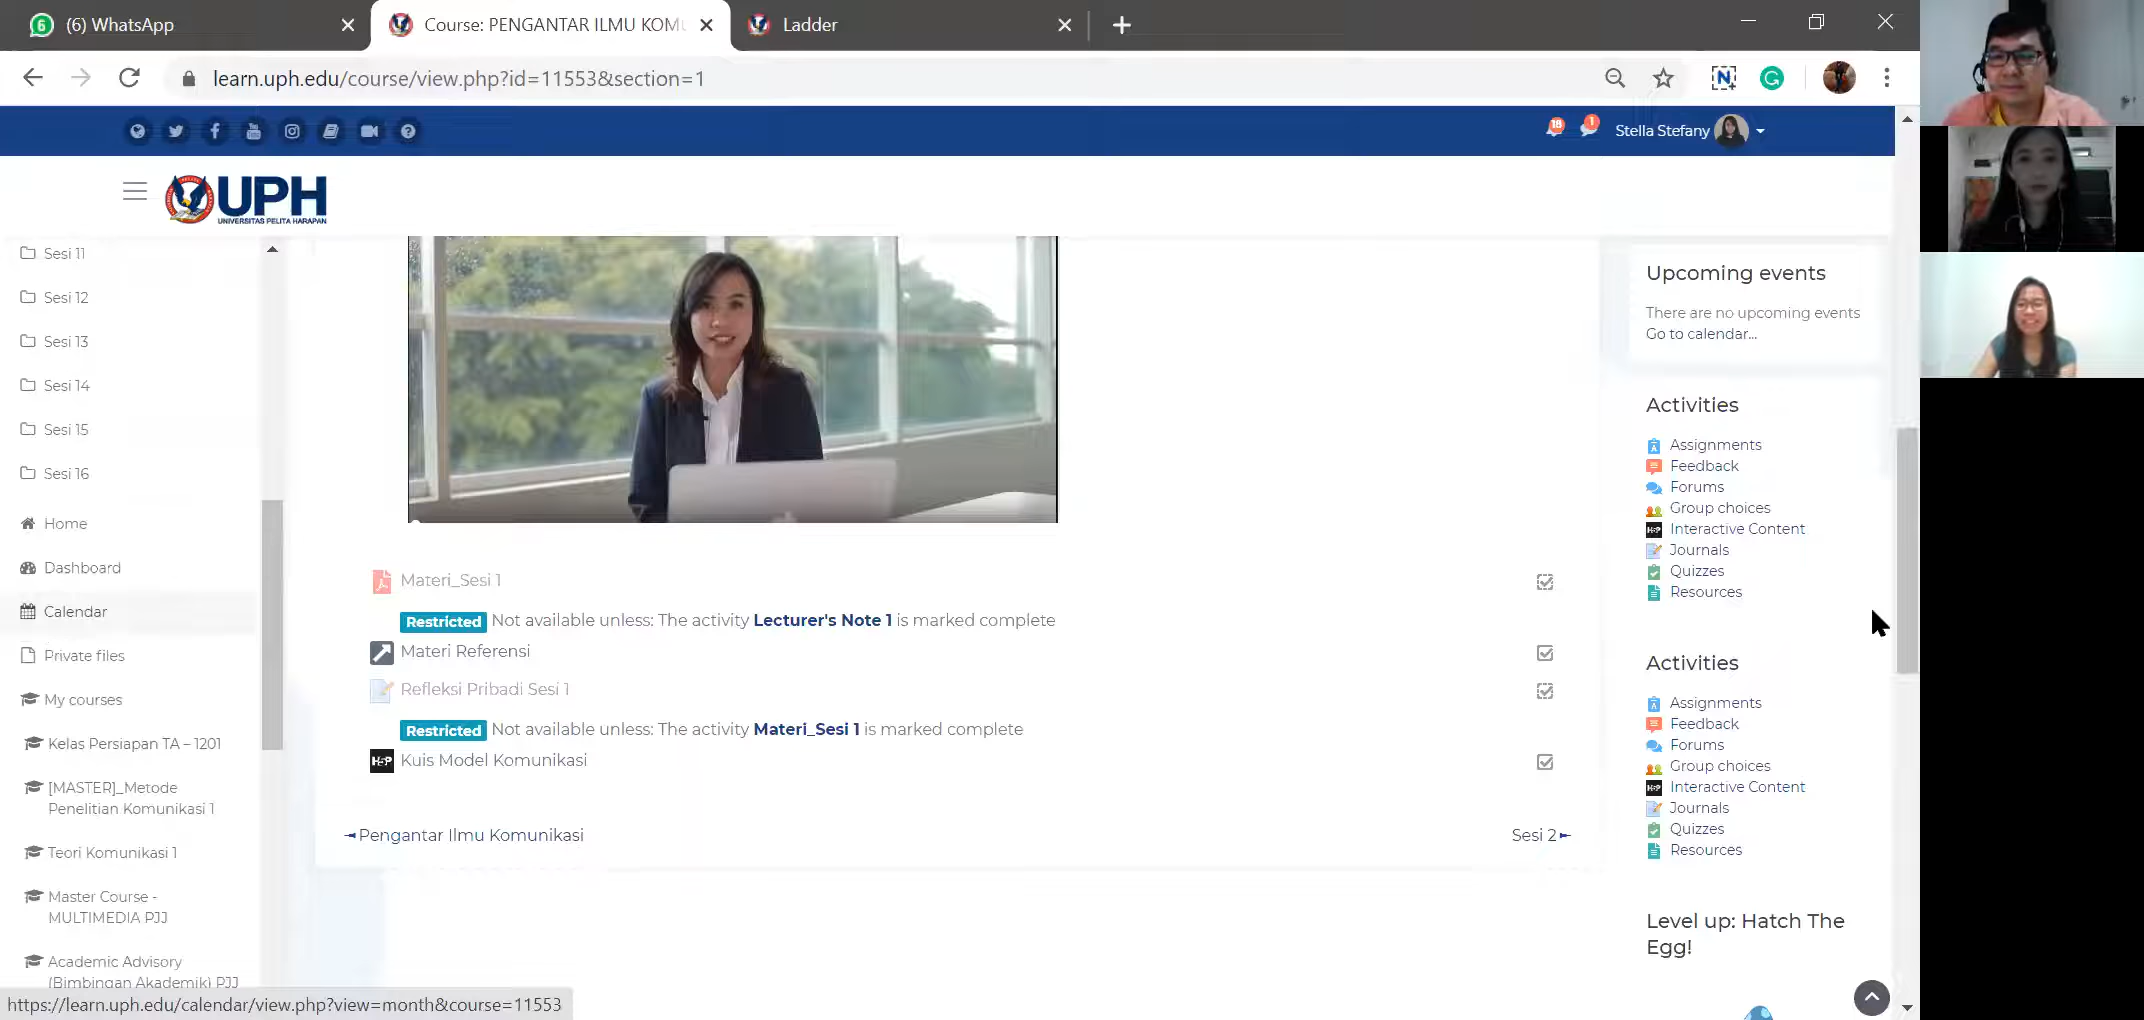 (6) WhatsApp
Course: PENGANTAR ILMU KOMU
Ladder
learn.uph.edu/course/view.php?id=11553&section=1
18
1
Stella Stefany
UPH
UNIVERSITAS PELITA HARAPAN
Sesi 11
Sesi 12
Sesi 13
Sesi 14
Sesi 15
Sesi 16
Home
Dashboard
Calendar
Private files
My courses
Kelas Persiapan TA – 1201
[MASTER]_Metode
Penelitian Komunikasi 1
Teori Komunikasi 1
Master Course -
MULTIMEDIA PJJ
Academic Advisory
(Bimbingan Akademik) PJJ
https://learn.uph.edu/calendar/view.php?view=month&course=11553
Materi_Sesi 1
Restricted Not available unless: The activity Lecturer's Note 1 is marked complete
Materi Referensi
Refleksi Pribadi Sesi 1
Restricted Not available unless: The activity Materi_Sesi 1 is marked complete
H5P Kuis Model Komunikasi
◄Pengantar Ilmu Komunikasi
Sesi 2►
Upcoming events
There are no upcoming events
Go to calendar...
Activities
Assignments
Feedback
Forums
Group choices
H5P Interactive Content
Journals
Quizzes
Resources
Activities
Assignments
Feedback
Forums
Group choices
H5P Interactive Content
Journals
Quizzes
Resources
Level up: Hatch The
Egg!